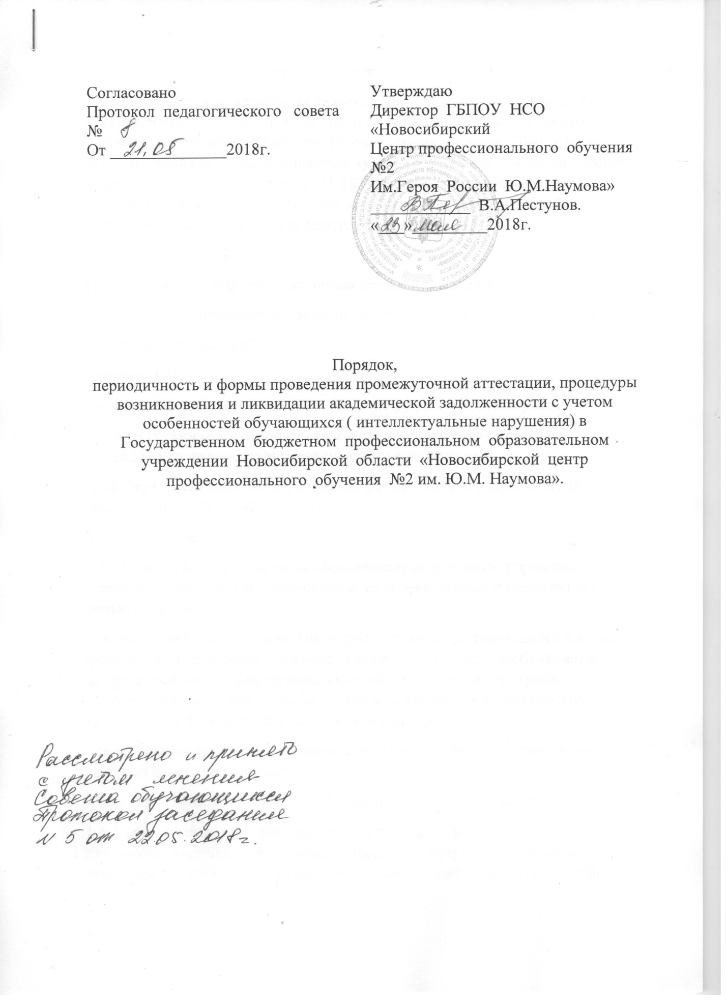 Согласовано
Протокол педагогического совета
№ 8
От 21.05 2018г.
Утверждаю
Директор ГБПОУ НСО
«Новосибирский
Центр профессионального обучения
№2
Им.Героя России Ю.М.Наумова»
В.А.Пестунов.
«23» мая 2018г.
Порядок,
периодичность и формы проведения промежуточной аттестации, процедуры
возникновения и ликвидации академической задолженности с учетом
особенностей обучающихся ( интеллектуальные нарушения) в
Государственном бюджетном профессиональном образовательном
учреждении Новосибирской области «Новосибирской центр
профессионального обучения №2 им. Ю.М. Наумова».
Рассмотрено и принято
с учетом мнения
Совета обучающихся
Протокол заседания
№ 5 от 22.05.2018г.